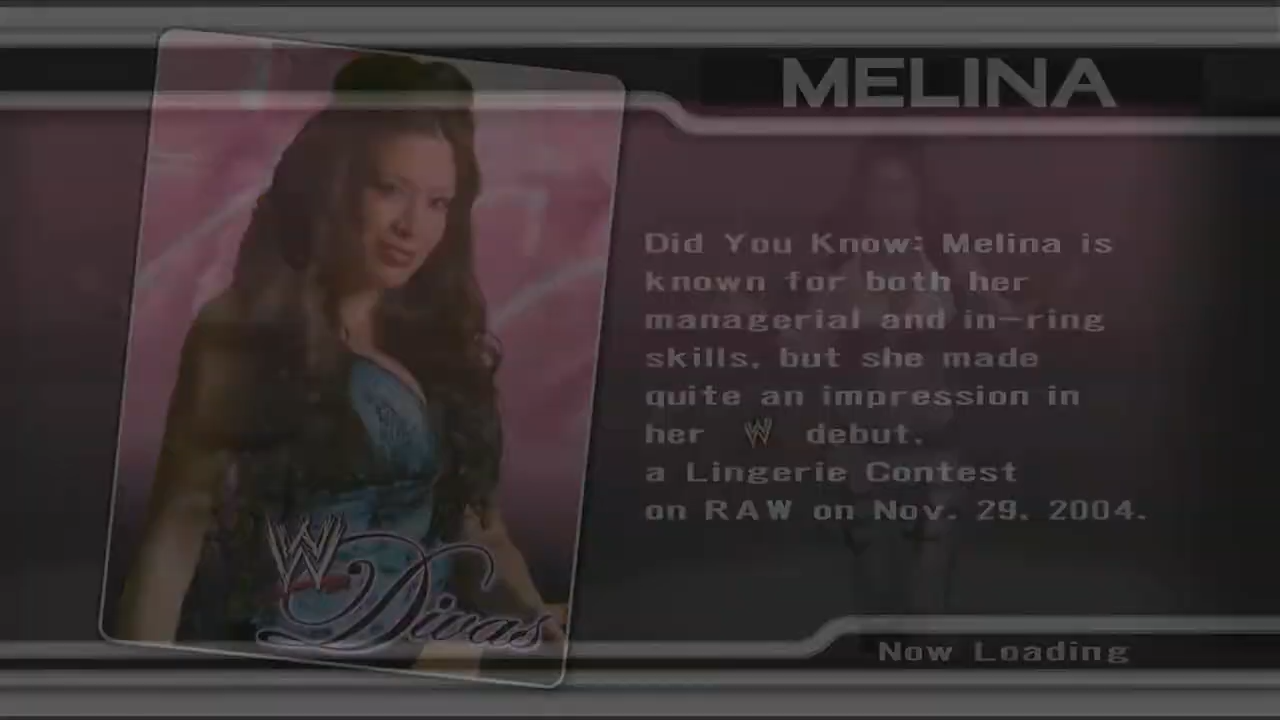 MELINA
Did You Know: Melina is
known for both her
managerial and in-ring
skills, but she made
quite an impression in
her W debut.
a Lingerie Contest
on RAW on Nov. 29, 2004.
W
Divas
Now Loading